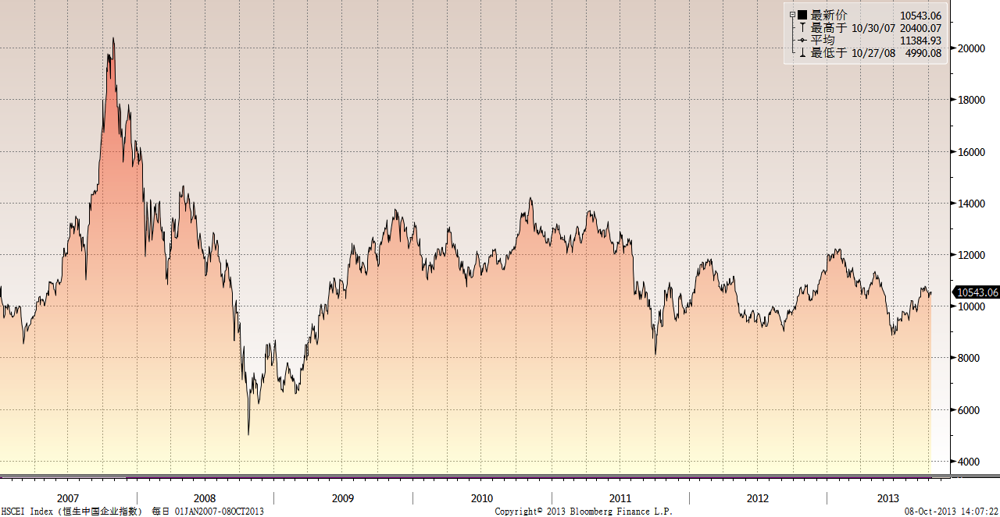 最新价 10543.06
最高于 10/30/07 20400.07
平均 11384.93
最低于 10/27/08 4990.08
20000
18000
16000
14000
12000
10543.06
10000
8000
6000
4000
2007 2008 2009 2010 2011 2012 2013
HSCEI Index (恒生中国企业指数) 每日 01JAN2007-08OCT2013 Copyright© 2013 Bloomberg Finance L.P. 08-Oct-2013 14:07:22